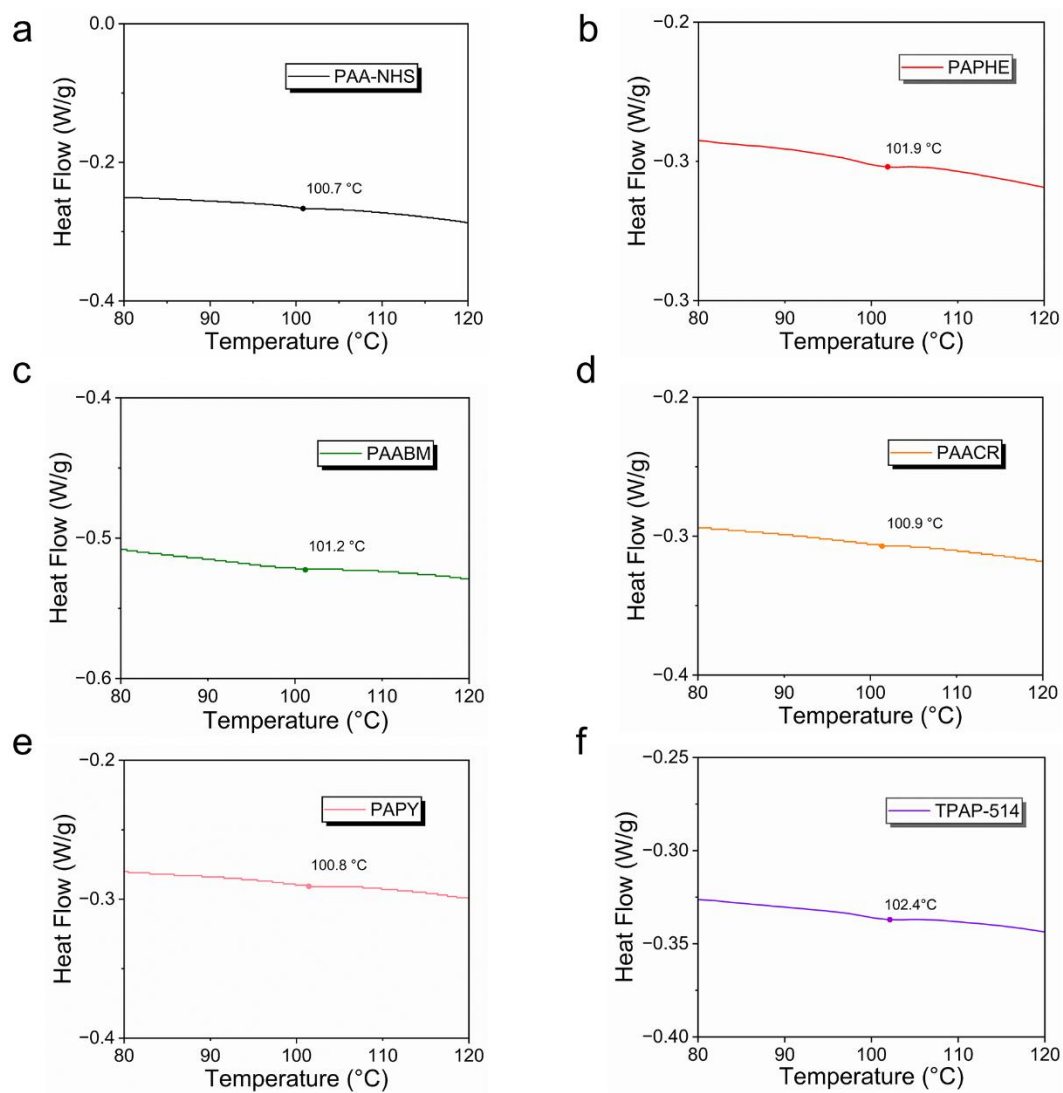 a
0.0
−0.2
−0.4
Heat Flow (W/g)
PAA-NHS
100.7 °C
80 90 100 110 120
Temperature (°C)
b
−0.2
−0.3
−0.3
Heat Flow (W/g)
PAPHE
101.9 °C
80 90 100 110 120
Temperature (°C)
c
−0.4
−0.5
−0.6
Heat Flow (W/g)
PAABM
101.2 °C
80 90 100 110 120
Temperature (°C)
d
−0.2
−0.3
−0.4
Heat Flow (W/g)
PAACR
100.9 °C
80 90 100 110 120
Temperature (°C)
e
−0.2
−0.3
−0.4
Heat Flow (W/g)
PAPY
100.8 °C
80 90 100 110 120
Temperature (°C)
f
−0.25
−0.30
−0.35
−0.40
Heat Flow (W/g)
TPAP-514
102.4°C
80 90 100 110 120
Temperature (°C)